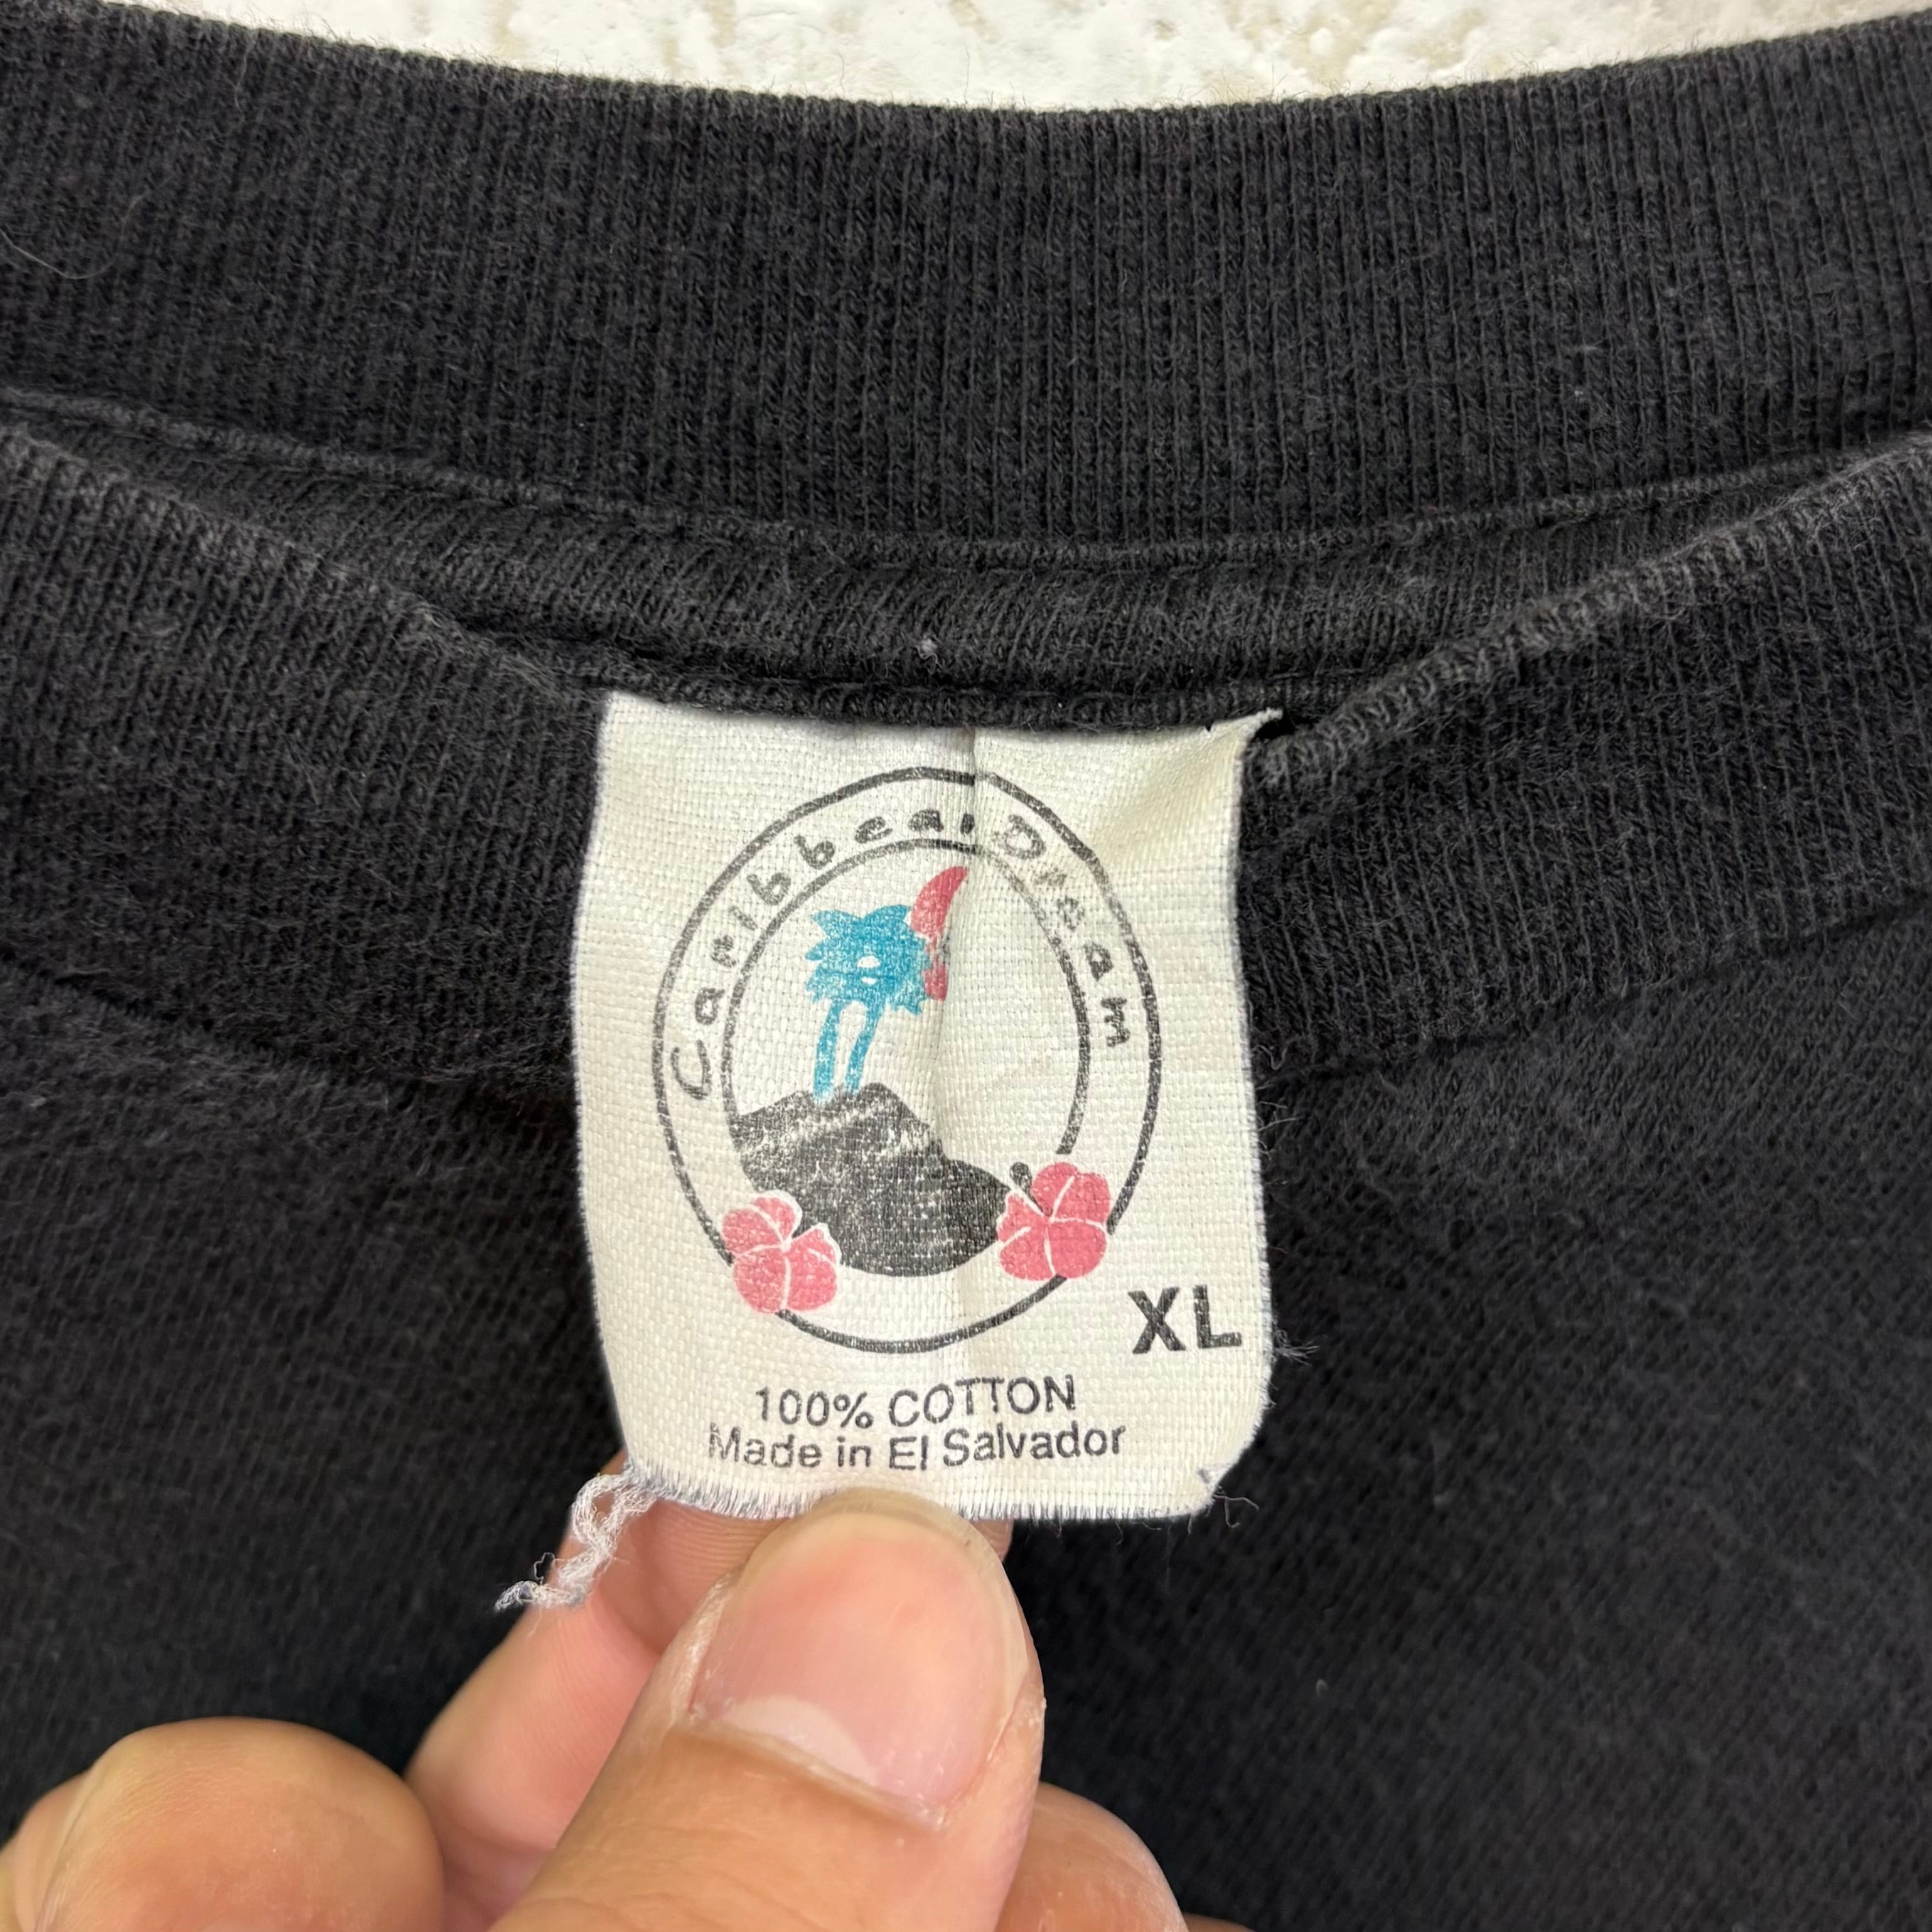 Caribbean Dream
XL
100% COTTON
Made in El Salvador